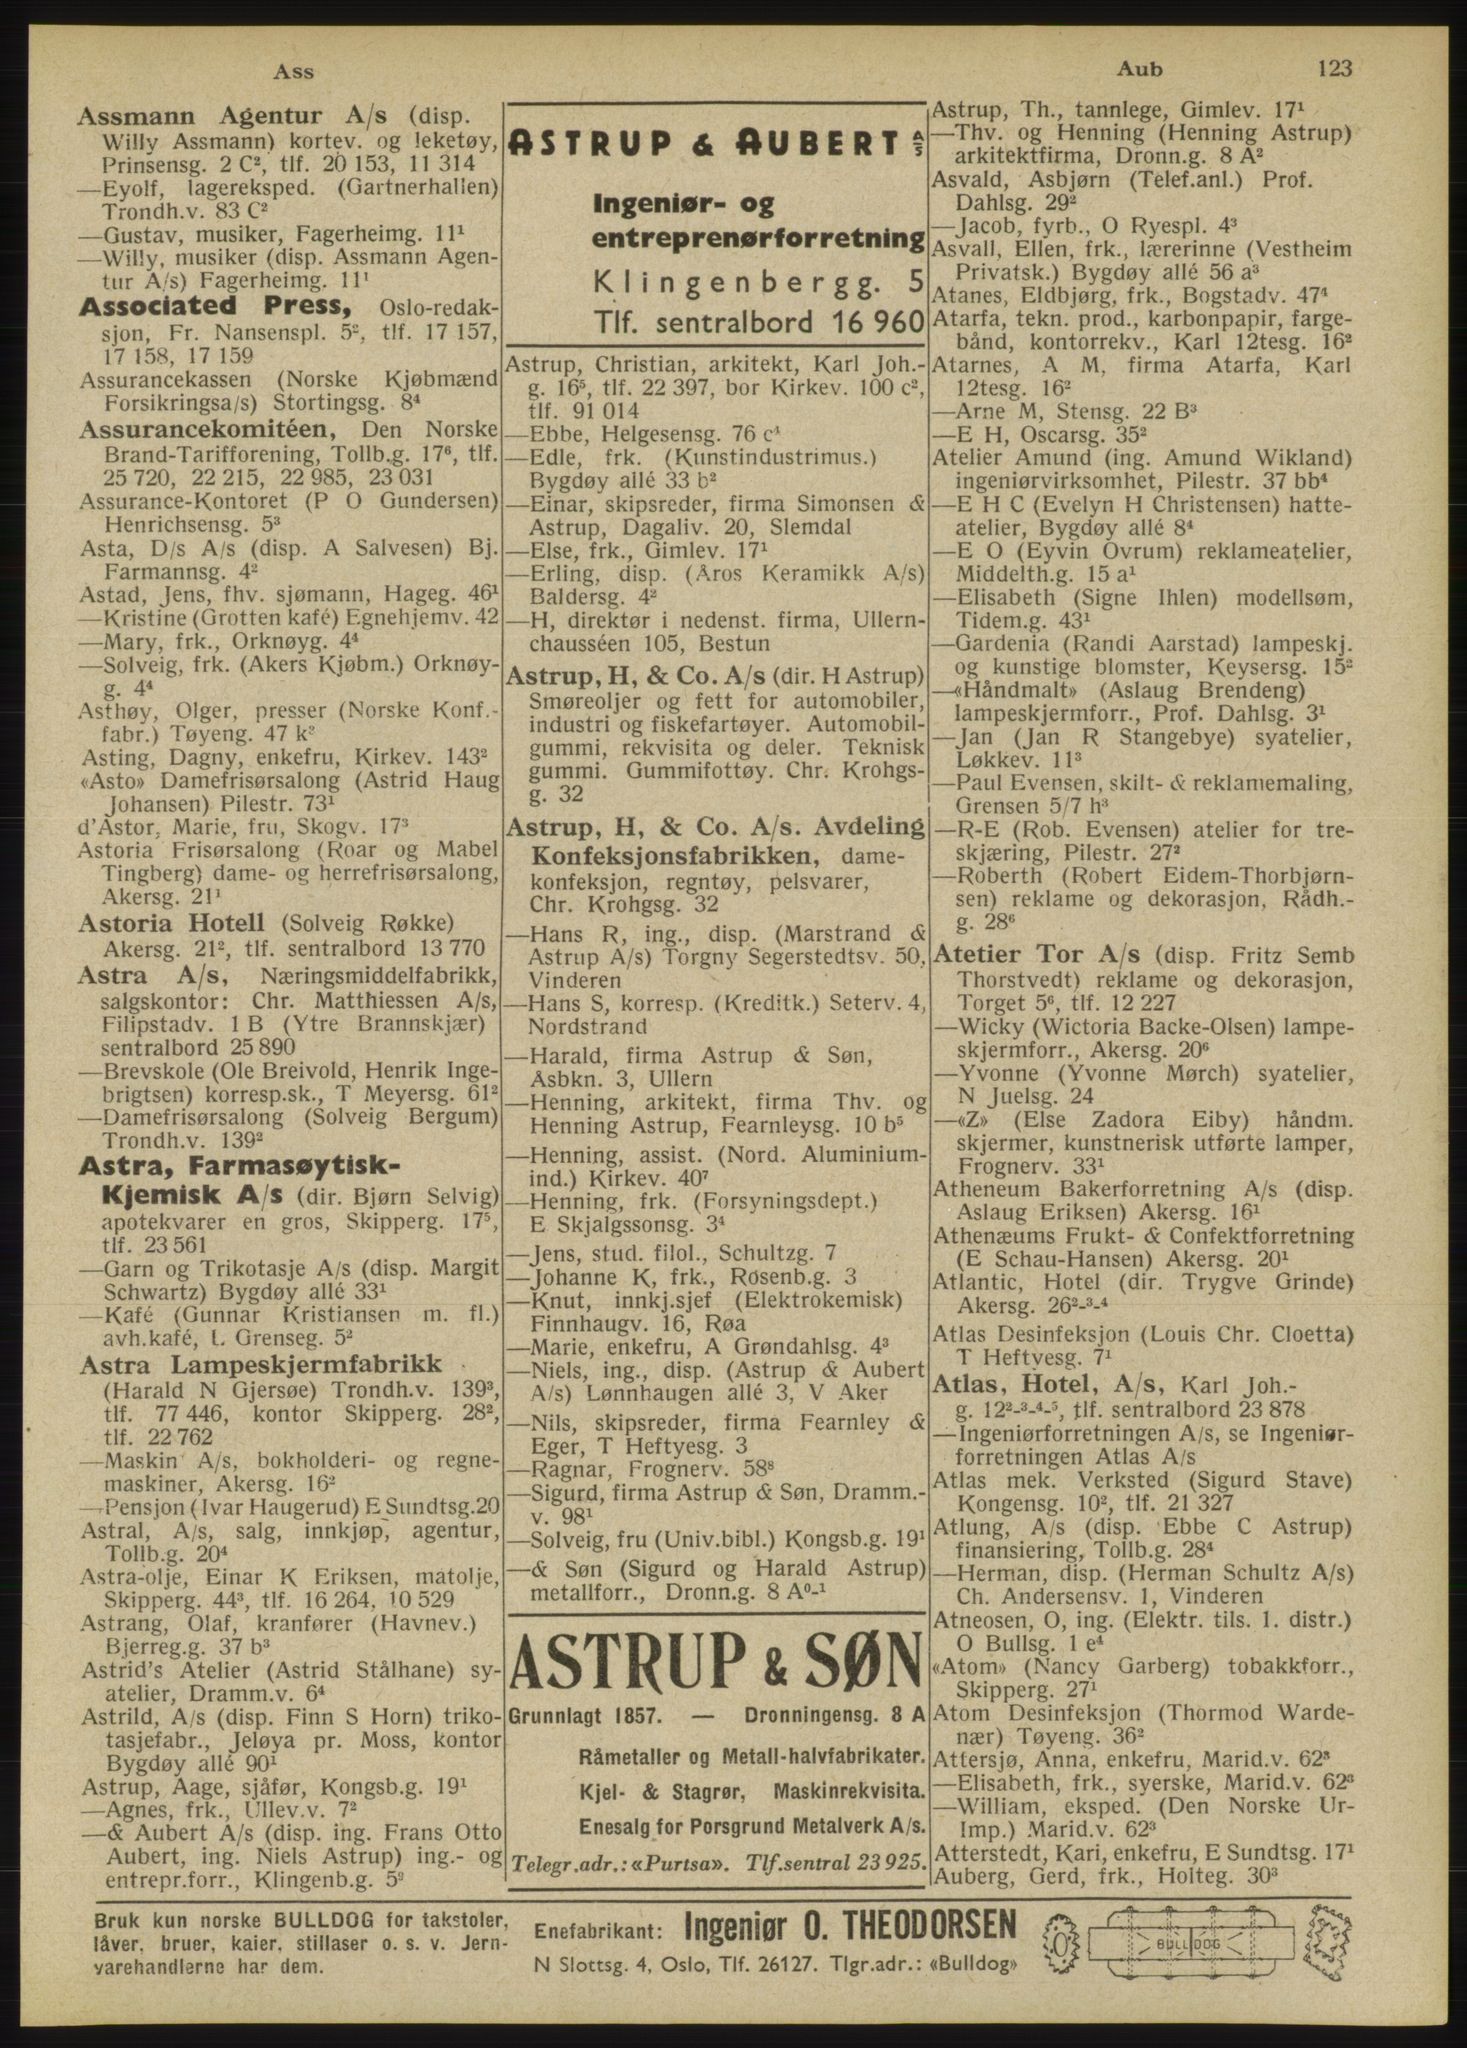 Ass
Aub 123
Assmann Agentur A/s (disp.
Willy Assmann) kortev. og leketøy,
Prinsensg. 2 C², tlf. 20 153, 11 314
—Eyolf, lagereksped. (Gartnerhallen)
Trondh.v. 83 C²
—Gustav, musiker, Fagerheimg. 11¹
—Willy, musiker (disp. Assmann Agen-
tur A/s) Fagerheimg. 11¹
Associated Press, Oslo-redak-
sjon, Fr. Nansenspl. 5², tlf. 17 157,
17 158, 17 159
Assurancekassen (Norske Kjøbmænd
Forsikringsa/s) Stortingsg. 8⁴
Assurancekomitéen, Den Norske
Brand-Tarifforening, Tollb.g. 17⁶, tlf.
25 720, 22 215, 22 985, 23 031
Assurance-Kontoret (P O Gundersen)
Henrichsensg. 5³
Asta, D/s A/s (disp. A Salvesen) Bj.
Farmannsg. 4²
Astad, Jens, fhv. sjømann, Hageg. 46¹
—Kristine (Grotten kafé) Egnehjemv. 42
—Mary, frk., Orknøyg. 4⁴
—Solveig, frk. (Akers Kjøbm.) Orknøy-
g. 4⁴
Asthøy, Olger, presser (Norske Konf.-
fabr.) Tøyeng. 47 k²
Asting, Dagny, enkefru, Kirkev. 143²
«Asto» Damefrisørsalong (Astrid Haug
Johansen) Pilestr. 73¹
d'Astor, Marie, fru, Skogv. 17³
Astoria Frisørsalong (Roar og Mabel
Tingberg) dame- og herrefrisørsalong,
Akersg. 21¹
Astoria Hotell (Solveig Røkke)
Akersg. 21², tlf. sentralbord 13 770
Astra A/s, Næringsmiddelfabrikk,
salgskontor: Chr. Matthiessen A/s,
Filipstadv. 1 B (Ytre Brannskjær)
sentralbord 25 890
—Brevskole (Ole Breivold, Henrik Inge-
brigtsen) korresp.sk., T Meyersg. 61²
—Damefrisørsalong (Solveig Bergum)
Trondh.v. 139²
Astra, Farmasøytisk-
Kjemisk A/s (dir. Bjørn Selvig)
apotekvarer en gros, Skipperg. 17⁵,
tlf. 23 561
—Garn og Trikotasje A/s (disp. Margit
Schwartz) Bygdøy allé 33¹
—Kafé (Gunnar Kristiansen m. fl.)
avh.kafé, L Grenseg. 5²
Astra Lampeskjermfabrikk
(Harald N Gjersøe) Trondh.v. 139³,
tlf. 77 446, kontor Skipperg. 28²,
tlf. 22 762
—Maskin A/s, bokholderi- og regne-
maskiner, Akersg. 16²
—Pensjon (Ivar Haugerud) E Sundtsg. 20
Astral, A/s, salg, innkjøp, agentur,
Tollb.g. 20⁴
Astra-olje, Einar K Eriksen, matolje,
Skipperg. 44³, tlf. 16 264, 10 529
Astrang, Olaf, kranfører (Havnev.)
Bjerreg.g. 37 b³
Astrid's Atelier (Astrid Stålhane) sy-
atelier, Dramm.v. 6⁴
Astrild, A/s (disp. Finn S Horn) triko-
tasjefabr., Jeløya pr. Moss, kontor
Bygdøy allé 90¹
Astrup, Aage, sjåfør, Kongsb.g. 19¹
—Agnes, frk., Ullev.v. 7²
—& Aubert A/s (disp. ing. Frans Otto
Aubert, ing. Niels Astrup) ing.- og
entrepr.forr., Klingenb.g. 5²
ASTRUP & AUBERT A/S
Ingeniør- og
entreprenørforretning
Klingenbergg. 5
Tlf. sentralbord 16 960
Astrup, Christian, arkitekt, Karl Joh.-
g. 16⁵, tlf. 22 397, bor Kirkev. 100 c²,
tlf. 91 014
—Ebbe, Helgesensg. 76 c⁴
—Edle, frk. (Kunstindustrimus.)
Bygdøy allé 33 b²
—Einar, skipsreder, firma Simonsen &
Astrup, Dagaliv. 20, Slemdal
—Else, frk., Gimlev. 17¹
—Erling, disp. (Åros Keramikk A/s)
Baldersg. 4²
—H, direktør i nedenst. firma, Ullern-
chausséen 105, Bestun
Astrup, H, & Co. A/s (dir. H Astrup)
Smøreoljer og fett for automobiler,
industri og fiskefartøyer. Automobil-
gummi, rekvisita og deler. Teknisk
gummi. Gummifottøy. Chr. Krohgs-
g. 32
Astrup, H, & Co. A/s. Avdeling
Konfeksjonsfabrikken, dame-
konfeksjon, regntøy, pelsvarer,
Chr. Krohgsg. 32
—Hans R, ing., disp. (Marstrand &
Astrup A/s) Torgny Segerstedtsv. 50,
Vinderen
—Hans S, korresp. (Kreditk.) Seterv. 4,
Nordstrand
—Harald, firma Astrup & Søn,
Åsbkn. 3, Ullern
—Henning, arkitekt, firma Thv. og
Henning Astrup, Fearnleysg. 10 b⁵
—Henning, assist. (Nord. Aluminium-
ind.) Kirkev. 40⁷
—Henning, frk. (Forsyningsdept.)
E Skjalgssonsg. 3⁴
—Jens, stud. filol., Schultzg. 7
—Johanne K, frk., Rosenb.g. 3
—Knut, innkj.sjef (Elektrokemisk)
Finnhaugv. 16, Røa
—Marie, enkefru, A Grøndahlsg. 4³
—Niels, ing., disp. (Astrup & Aubert
A/s) Lønnhaugen allé 3, V Aker
—Nils, skipsreder, firma Fearnley &
Eger, T Heftyesg. 3
—Ragnar, Frognerv. 58⁸
—Sigurd, firma Astrup & Søn, Dramm.-
v. 98¹
—Solveig, fru (Univ.bibl.) Kongsb.g. 19¹
—& Søn (Sigurd og Harald Astrup)
metallforr., Dronn.g. 8 A⁰-¹
ASTRUP & SØN
Grunnlagt 1857. — Dronningensg. 8 A
Råmetaller og Metall-halvfabrikater.
Kjel- & Stagrør, Maskinrekvisita.
Enesalg for Porsgrund Metalverk A/s.
Telegr.adr.: «Purtsa». Tlf.sentral 23 925.
Astrup, Th., tannlege, Gimlev. 17¹
—Thv. og Henning (Henning Astrup)
arkitektfirma, Dronn.g. 8 A²
Asvald, Asbjørn (Telef.anl.) Prof.
Dahlsg. 29²
—Jacob, fyrb., O Ryespl. 4³
Asvall, Ellen, frk., lærerinne (Vestheim
Privatsk.) Bygdøy allé 56 a³
Atanes, Eldbjørg, frk., Bogstadv. 47⁴
Atarfa, tekn. prod., karbonpapir, farge-
bånd, kontorrekv., Karl 12tesg. 16²
Atarnes, A M, firma Atarfa, Karl
12tesg. 16²
—Arne M, Stensg. 22 B³
—E H, Oscarsg. 35²
Atelier Amund (ing. Amund Wikland)
ingeniørvirksomhet, Pilestr. 37 bb⁴
—E H C (Evelyn H Christensen) hatte-
atelier, Bygdøy allé 8⁴
—E O (Eyvin Ovrum) reklameatelier,
Middelth.g. 15 a¹
—Elisabeth (Signe Ihlen) modellsøm,
Tidem.g. 43¹
—Gardenia (Randi Aarstad) lampeskj.
og kunstige blomster, Keysersg. 15²
—«Håndmalt» (Aslaug Brendeng)
lampeskjermforr., Prof. Dahlsg. 3¹
—Jan (Jan R Stangebye) syatelier,
Løkkev. 11³
—Paul Evensen, skilt- & reklamemaling,
Grensen 5/7 h³
—R-E (Rob. Evensen) atelier for tre-
skjæring, Pilestr. 27²
—Roberth (Robert Eidem-Thorbjørn-
sen) reklame og dekorasjon, Rådh.-
g. 28⁶
Atetier Tor A/s (disp. Fritz Semb
Thorstvedt) reklame og dekorasjon,
Torget 5⁶, tlf. 12 227
—Wicky (Wictoria Backe-Olsen) lampe-
skjermforr., Akersg. 20⁶
—Yvonne (Yvonne Mørch) syatelier,
N Juelsg. 24
—«Z» (Else Zadora Eiby) håndm.
skjermer, kunstnerisk utførte lamper,
Frognerv. 33¹
Atheneum Bakerforretning A/s (disp.
Aslaug Eriksen) Akersg. 16¹
Athenæums Frukt- & Confektforretning
(E Schau-Hansen) Akersg. 20¹
Atlantic, Hotel (dir. Trygve Grinde)
Akersg. 26²-³-⁴
Atlas Desinfeksjon (Louis Chr. Cloetta)
T Heftyesg. 7¹
Atlas, Hotel, A/s, Karl Joh.-
g. 12²-³-⁴-⁵, tlf. sentralbord 23 878
—Ingeniørforretningen A/s, se Ingeniør-
forretningen Atlas A/s
Atlas mek. Verksted (Sigurd Stave)
Kongensg. 10², tlf. 21 327
Atlung, A/s (disp. Ebbe C Astrup)
finansiering, Tollb.g. 28⁴
—Herman, disp. (Herman Schultz A/s)
Ch. Andersensv. 1, Vinderen
Atneosen, O, ing. (Elektr. tils. 1. distr.)
O Bullsg. 1 e⁴
«Atom» (Nancy Garberg) tobakkforr.,
Skipperg. 27¹
Atom Desinfeksjon (Thormod Warde-
nær) Tøyeng. 36²
Attersjø, Anna, enkefru, Marid.v. 62³
—Elisabeth, frk., syerske, Marid.v. 62³
—William, eksped. (Den Norske Ur-
Imp.) Marid.v. 62³
Atterstedt, Kari, enkefru, E Sundtsg. 17¹
Auberg, Gerd, frk., Holteg. 30³
Bruk kun norske BULLDOG for takstoler,
låver, bruer, kaier, stillaser o. s. v. Jern-
varehandlerne har dem.
Enefabrikant: Ingeniør O. THEODORSEN
N Slottsg. 4, Oslo, Tlf. 26127. Tlgr.adr.: «Bulldog»
BULLDOG